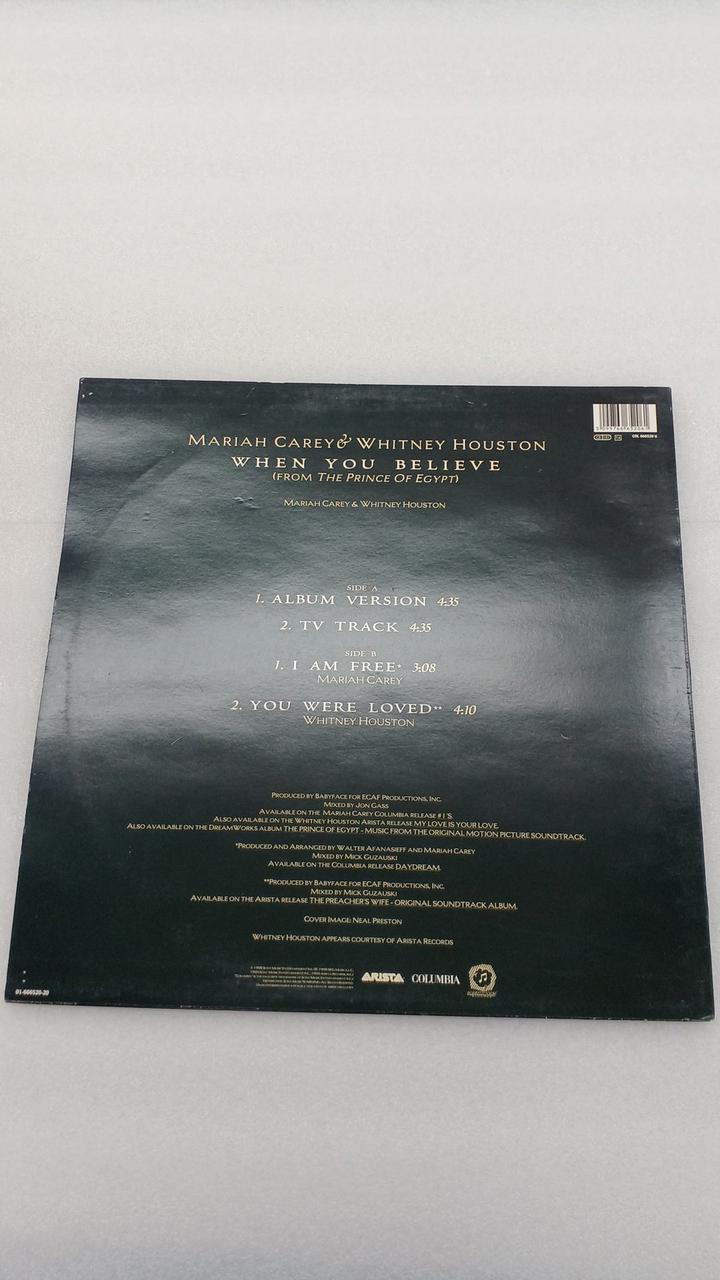 COL 666520 6
MARIAH CAREY & WHITNEY HOUSTON
WHEN YOU BELIEVE
(FROM THE PRINCE OF EGYPT)
MARIAH CAREY & WHITNEY HOUSTON
SIDE A
1. ALBUM VERSION 4:35
2. TV TRACK 4:35
SIDE B
1. I AM FREE* 3:08
MARIAH CAREY
2. YOU WERE LOVED** 4:10
WHITNEY HOUSTON
PRODUCED BY BABYFACE FOR ECAF PRODUCTIONS, INC.
MIXED BY JON GASS
AVAILABLE ON THE MARIAH CAREY COLUMBIA RELEASE #1'S.
ALSO AVAILABLE ON THE WHITNEY HOUSTON ARISTA RELEASE MY LOVE IS YOUR LOVE.
ALSO AVAILABLE ON THE DREAMWORKS ALBUM THE PRINCE OF EGYPT - MUSIC FROM THE ORIGINAL MOTION PICTURE SOUNDTRACK.
*PRODUCED AND ARRANGED BY WALTER AFANASIEFF AND MARIAH CAREY
MIXED BY MICK GUZAUSKI
AVAILABLE ON THE COLUMBIA RELEASE DAYDREAM.
**PRODUCED BY BABYFACE FOR ECAF PRODUCTIONS, INC.
MIXED BY MICK GUZAUSKI
AVAILABLE ON THE ARISTA RELEASE THE PREACHER'S WIFE - ORIGINAL SOUNDTRACK ALBUM.
COVER IMAGE: NEAL PRESTON
WHITNEY HOUSTON APPEARS COURTESY OF ARISTA RECORDS
ARISTA COLUMBIA
01-666520-20